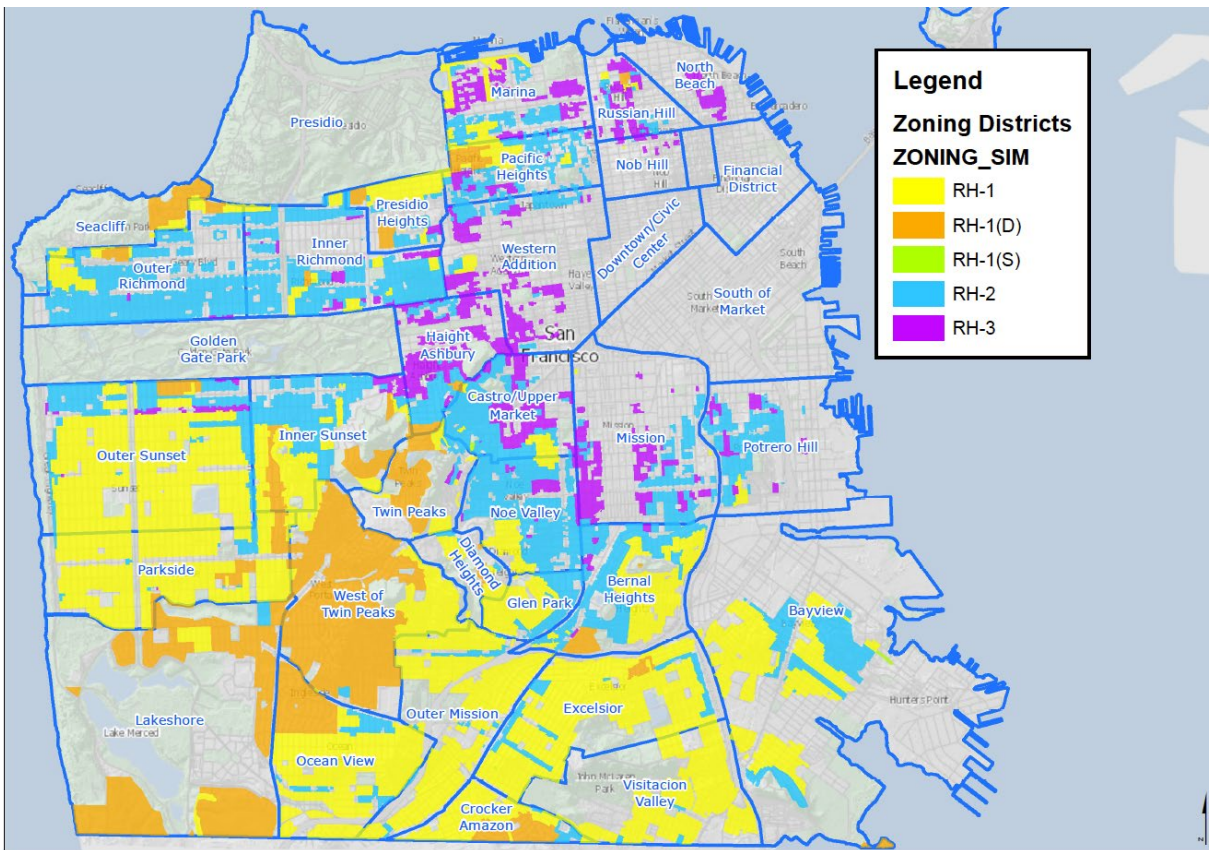 Legend
Zoning Districts
ZONING_SIM
RH-1
RH-1(D)
RH-1(S)
RH-2
RH-3
Marina
North
Beach
Russian Hill
Presidio
Pacific
Heights
Nob Hill
Financial
District
Seacliff
Presidio
Heights
Inner
Richmond
Outer
Richmond
Western
Addition
Downtown/Civic
Center
South
Beach
South of
Market
Golden
Gate Park
Haight
Ashbury
San
Francisco
Castro/Upper
Market
Mission
Mission
Potrero Hill
Outer Sunset
Inner Sunset
Sunset
Twin Peaks
Noe Valley
Diamond
Heights
Parkside
West of
Twin Peaks
Glen Park
Bernal
Heights
Bayview
Hunters Point
Lakeshore
Lake Merced
Outer Mission
Excelsior
Excelsior
Ocean View
Ocean
John McLaren
Park
Visitacion
Valley
Crocker
Amazon